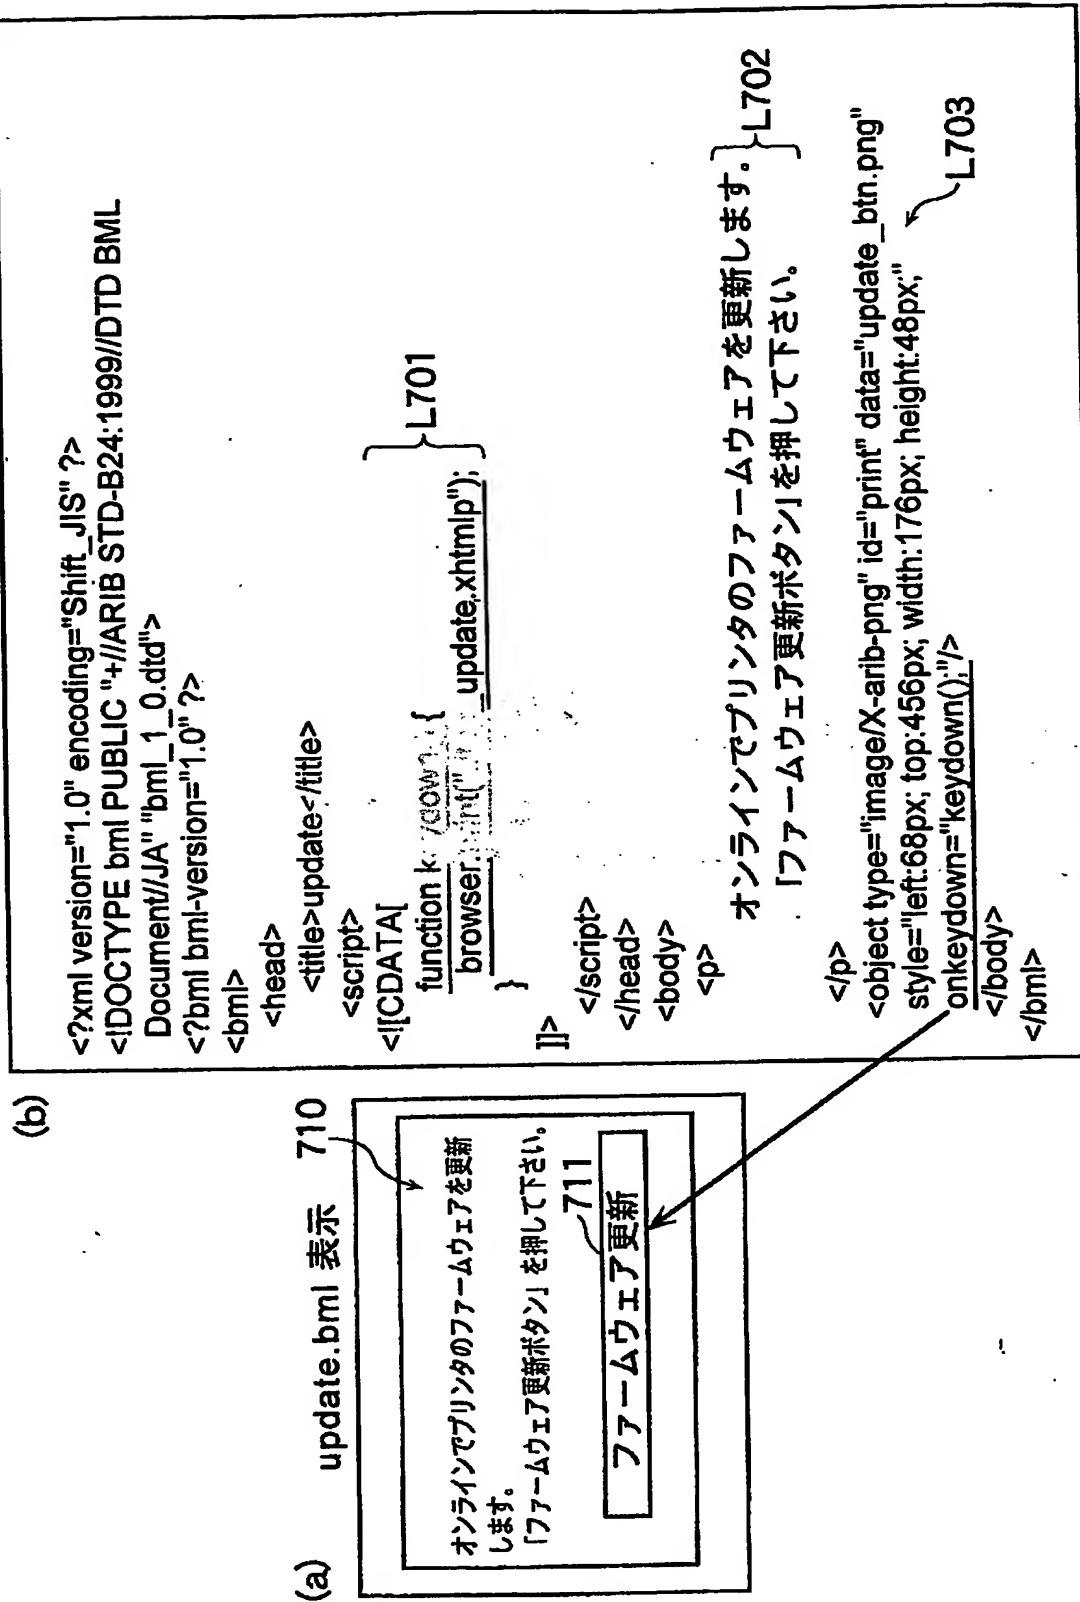 (a)
update.bml 表示
710
オンラインでプリンタのファームウェアを更新
します。
「ファームウェア更新ボタン」を押して下さい。
711
ファームウェア更新
(b)
<?xml version="1.0" encoding="Shift_JIS" ?>
<!DOCTYPE bml PUBLIC "+//ARIB STD-B24:1999//DTD BML
Document//JA" "bml_1_0.dtd">
<?bml bml-version="1.0" ?>
<bml>
<head>
<title>update</title>
<script>
<![CDATA[
function {
browser. _update.xhtmlp");
}
L701
]]>
</script>
</head>
<body>
<p>
オンラインでプリンタのファームウェアを更新します。
「ファームウェア更新ボタン」を押して下さい。
L702
</p>
<object type="image/X-arib-png" id="print" data="update_btn.png"
style="left:68px; top:456px; width:176px; height:48px;"
onkeydown="keydown();"/>
L703
</body>
</bml>